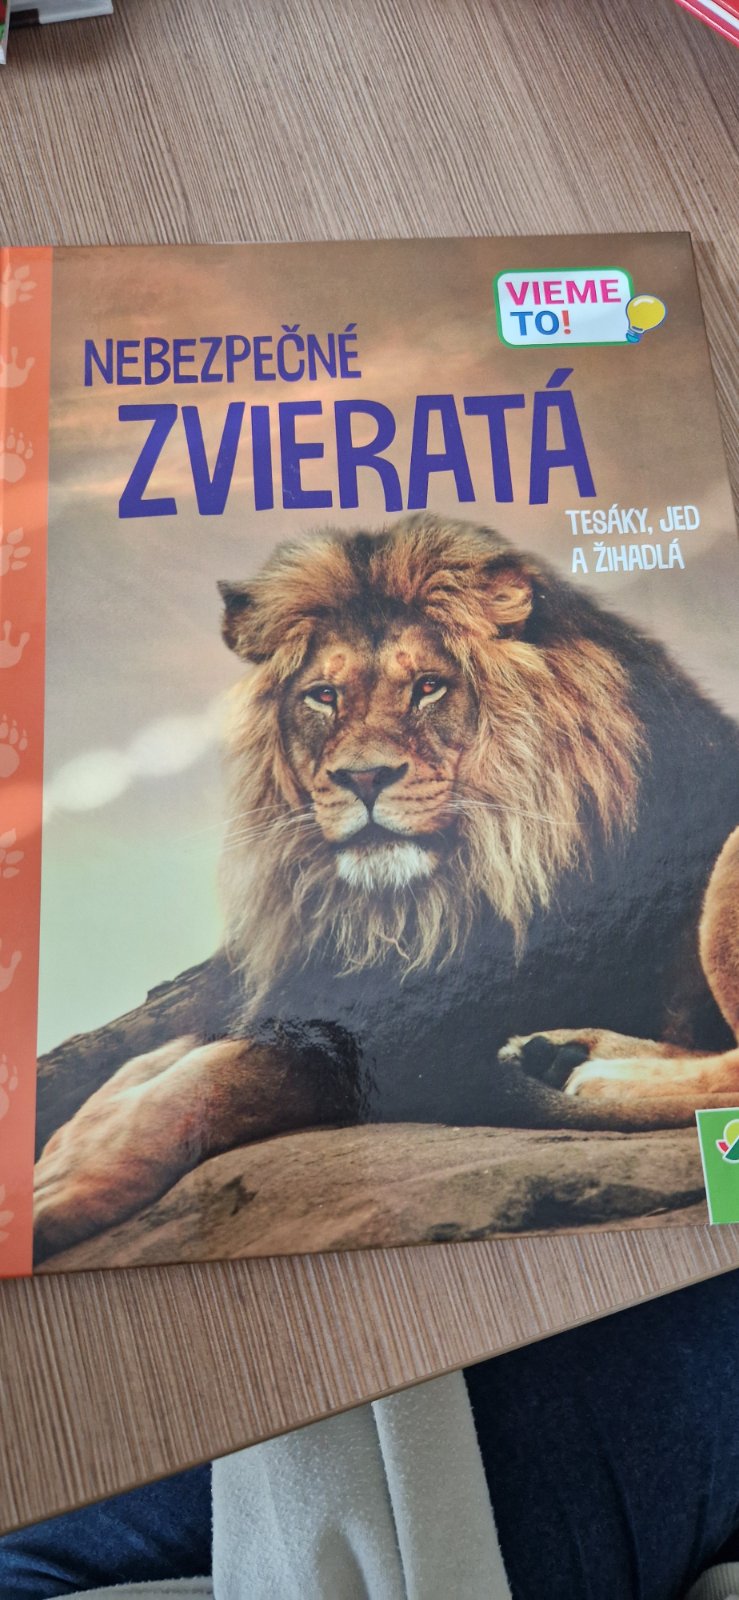 VIEME
TO!
NEBEZPEČNÉ
ZVIERATÁ
TESÁKY, JED
A ŽIHADLÁ